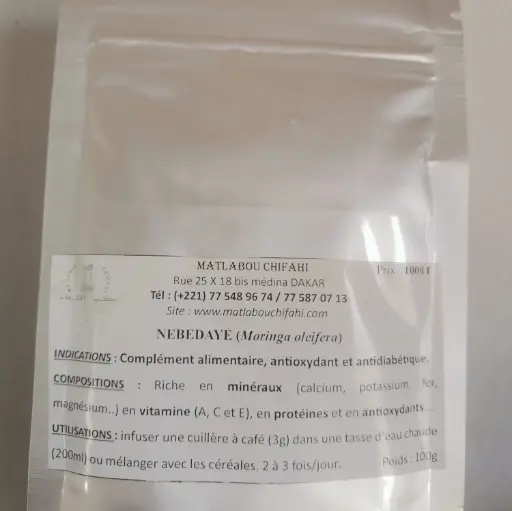 MATLABOU CHIFAHI
Prix 1000 F
Rue 25 X 18 bis médina DAKAR
Tél : (+221) 77 548 96 74 / 77 587 07 13
Site : www.matlabouchifahi.com
NEBEDAYE (Moringa oleifera)
INDICATIONS : Complément alimentaire, antioxydant et antidiabétique.
COMPOSITIONS : Riche en minéraux (calcium, potassium, fer,
magnésium..) en vitamine (A, C et E), en protéines et en antioxydants...
UTILISATIONS : infuser une cuillère à café (3g) dans une tasse d'eau chaude
(200ml) ou mélanger avec les céréales. 2 à 3 fois/jour.
Poids : 100g